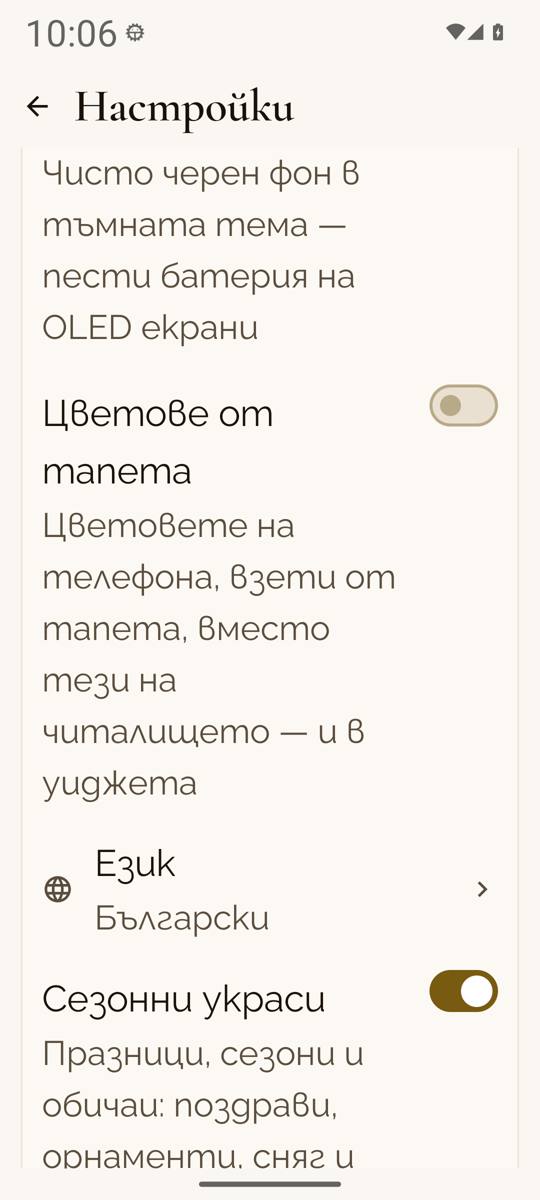 10:06
Настройки
Чисто черен фон в
тъмната тема —
пести батерия на
OLED екрани
Цветове от
тапета
Цветовете на
телефона, взети от
тапета, вместо
тези на
читалището — и в
уиджета
Език
Български
Сезонни украси
Празници, сезони и
обичаи: поздрави,
орнаменти, сняг и